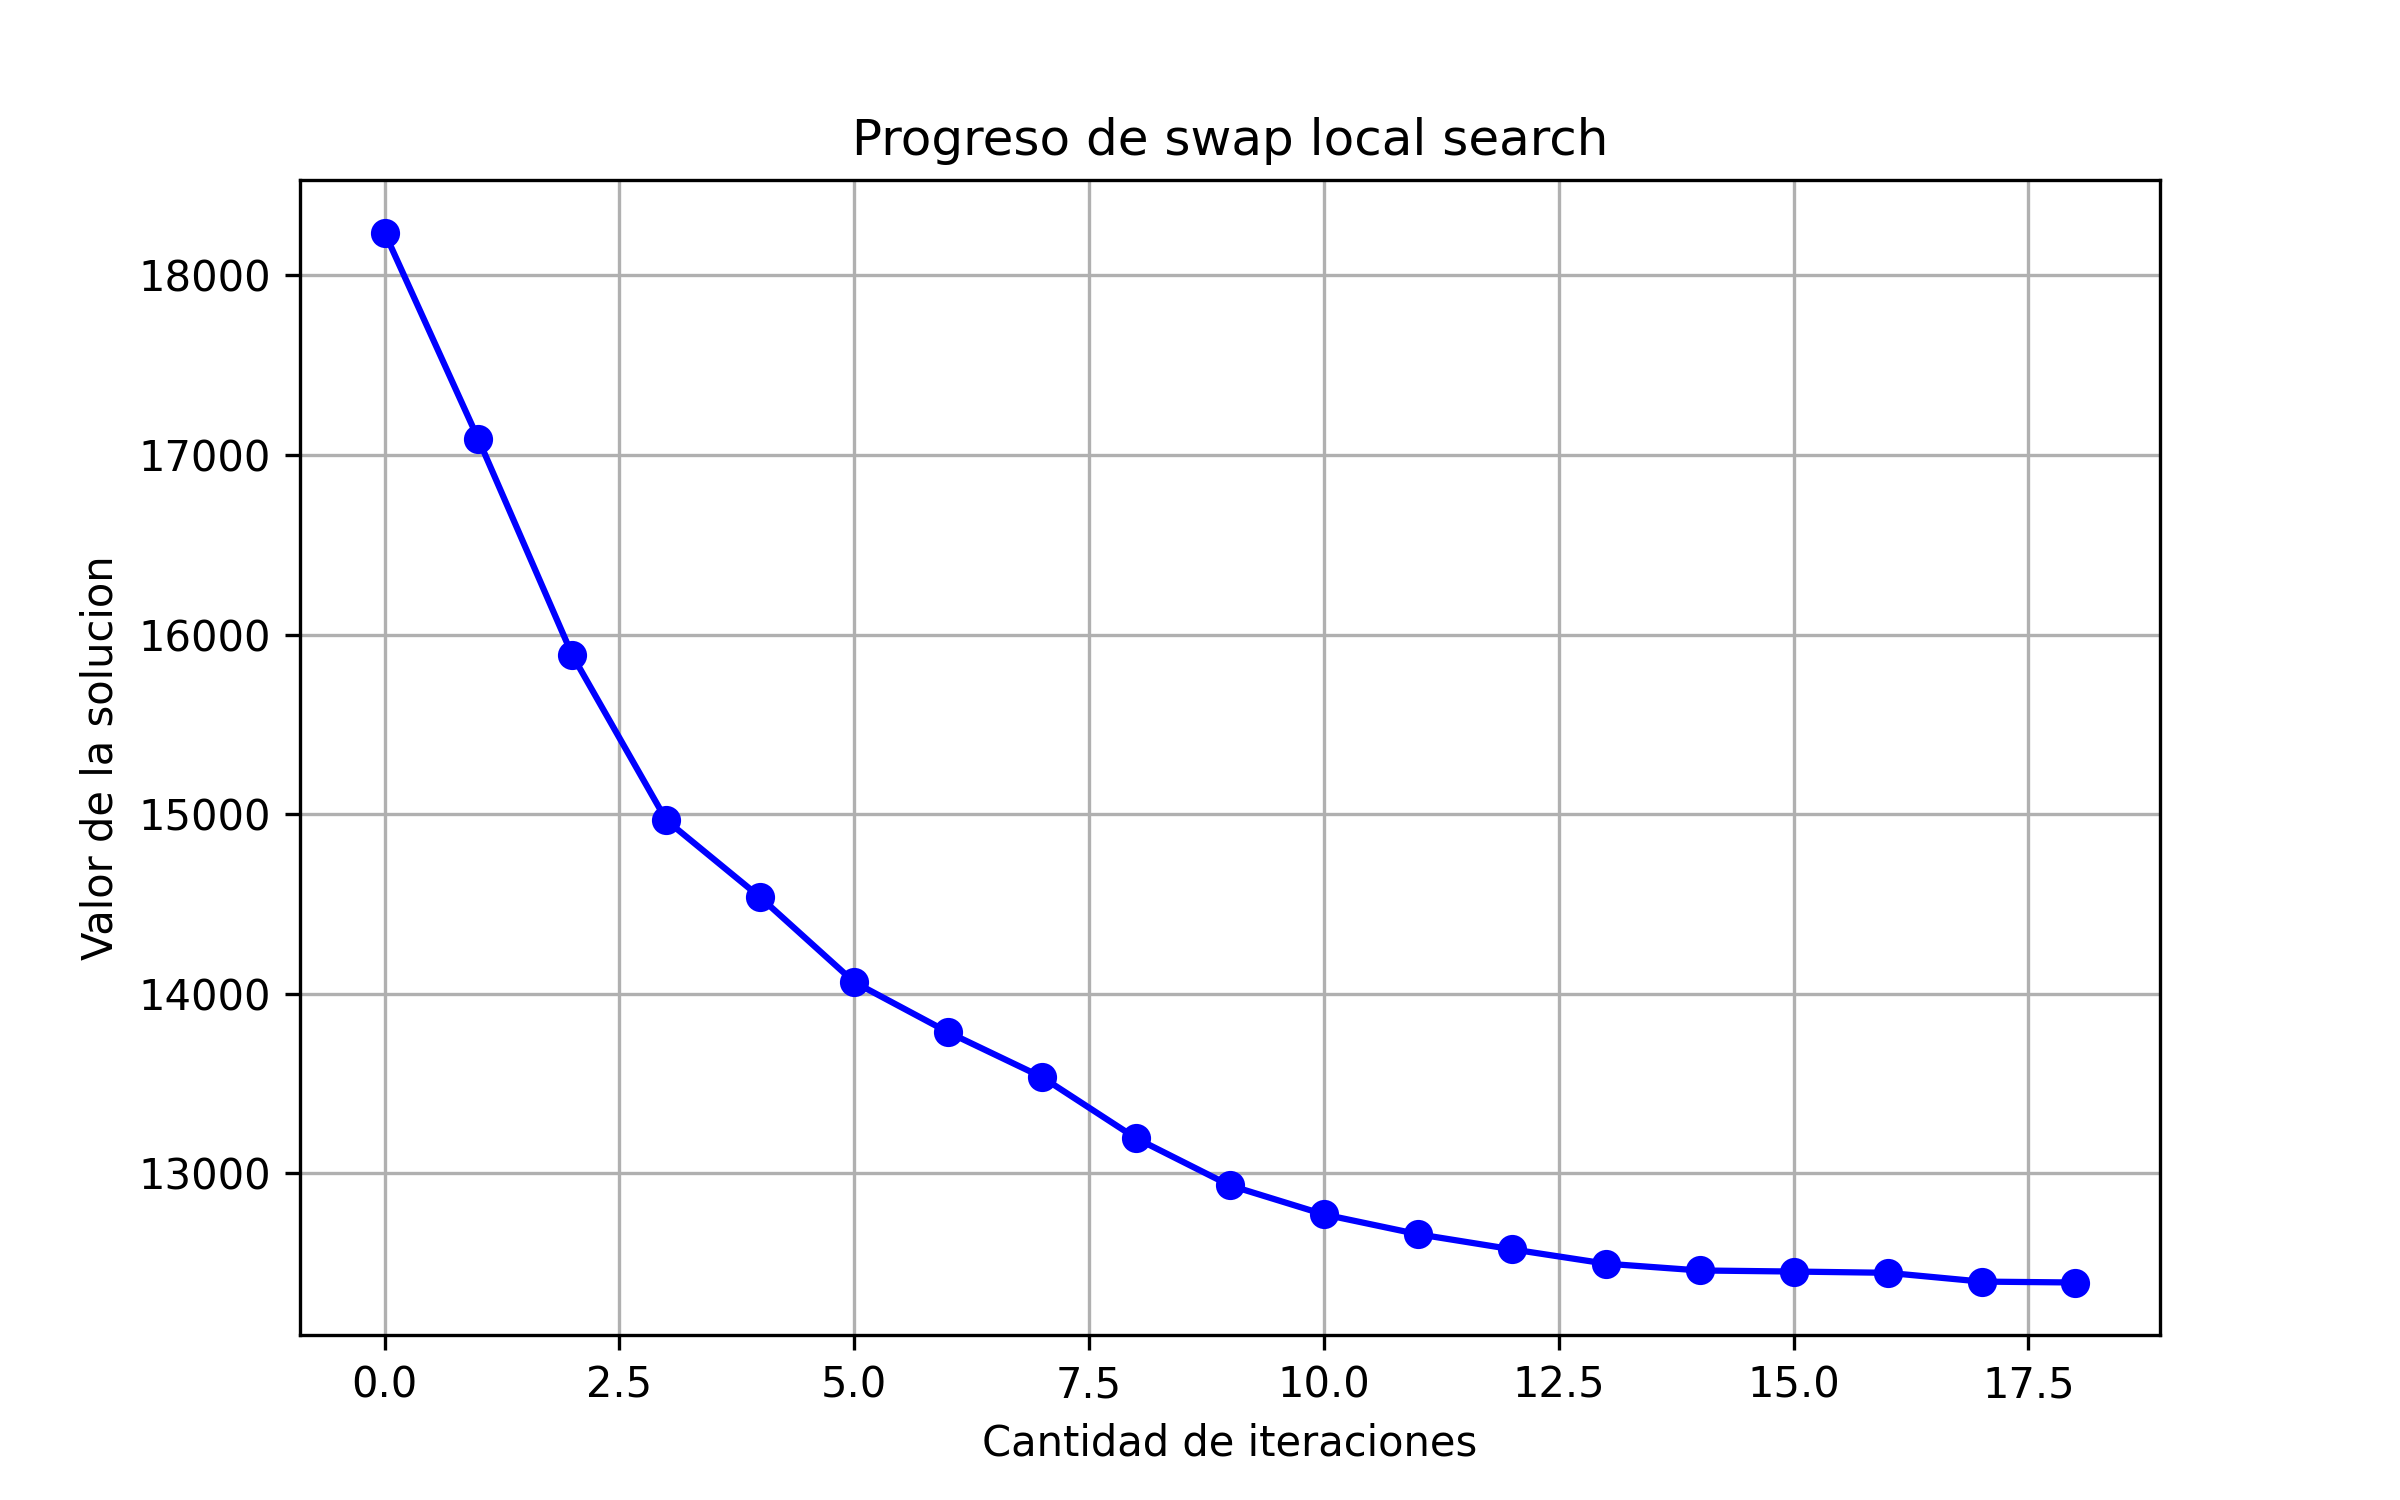 Progreso de swap local search
Valor de la solucion
18000
17000
16000
15000
14000
13000
0.0 2.5 5.0 7.5 10.0 12.5 15.0 17.5
Cantidad de iteraciones